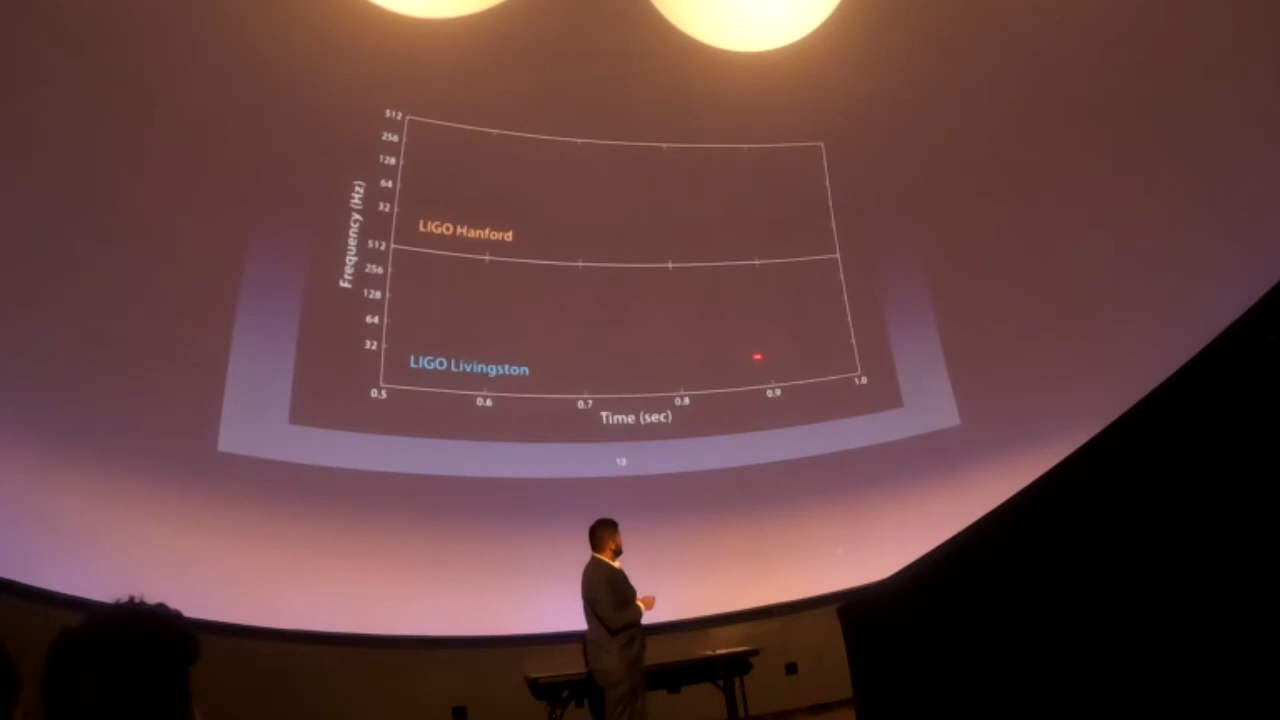 Frequency (Hz)
512
256
128
64
32
LIGO Hanford
512
256
128
64
32
LIGO Livingston
0.5 0.6 0.7 0.8 0.9 1.0
Time (sec)
13